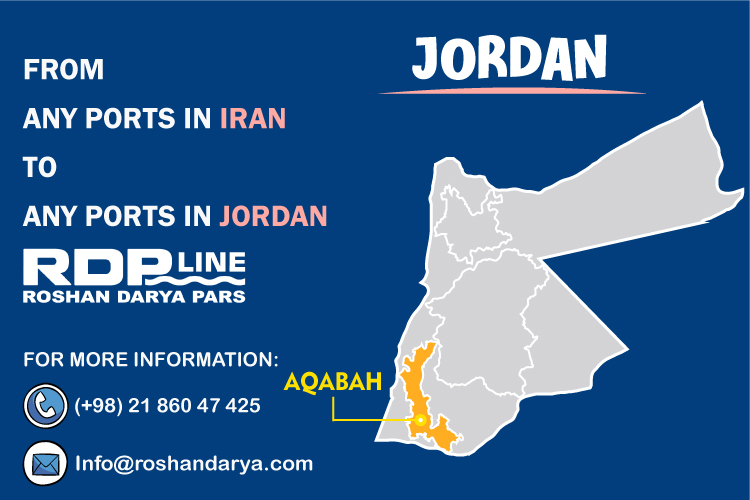 JORDAN
FROM
ANY PORTS IN IRAN
TO
ANY PORTS IN JORDAN
RDP LINE
ROSHAN DARYA PARS
FOR MORE INFORMATION:
AQABAH
(+98) 21 860 47 425
Info@roshandarya.com